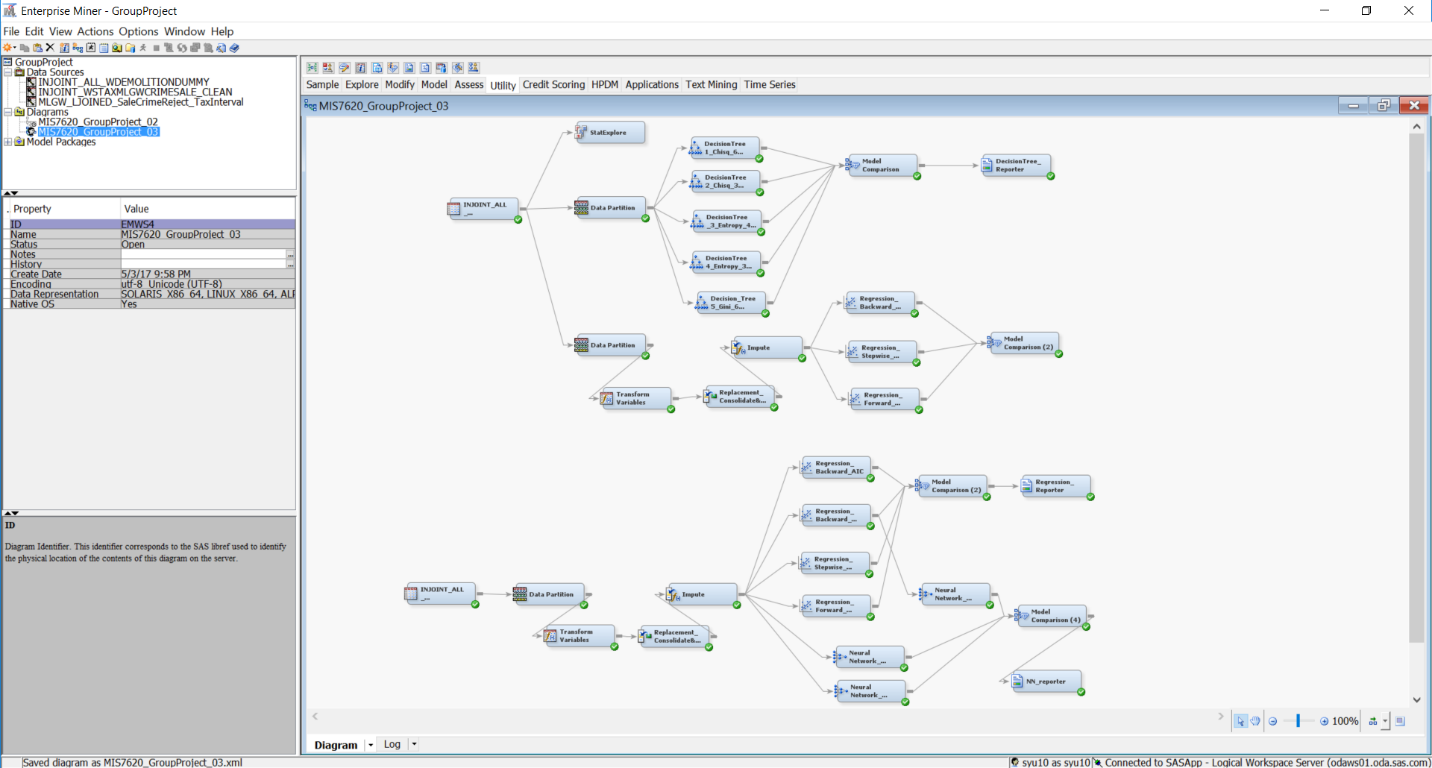 Enterprise Miner - GroupProject
File Edit View Actions Options Window Help
GroupProject
Data Sources
INJOINT_ALL_WDEMOLITIONDUMMY
INJOINT_WSTAXMLGWCRIMESALE_CLEAN
MLGW_LJOINED_SaleCrimeReject_TaxInterval
Diagrams
MIS7620_GroupProject_02
MIS7620_GroupProject_03
Model Packages
.. Property Value
ID EMWS4
Name MIS7620_GroupProject_03
Status Open
Notes ...
History ...
Create Date 5/3/17 9:58 PM
Encoding utf-8 Unicode (UTF-8)
Data Representation SOLARIS_X86_64, LINUX_X86_64, AL
Native OS Yes
ID
Diagram Identifier. This identifier corresponds to the SAS libref used to identify
the physical location of the contents of this diagram on the server.
Sample Explore Modify Model Assess Utility Credit Scoring HPDM Applications Text Mining Time Series
MIS7620_GroupProject_03
StatExplore
DecisionTree
1_Chisq_6...
Model
Comparison
DecisionTree_
Reporter
DecisionTree
2_Chisq_3...
INJOINT_ALL
_...
Data Partition
DecisionTree
_3_Entropy_4...
DecisionTree
4_Entropy_3...
Decision_Tree
5_Gini_6...
Regression_
Backward_...
Data Partition
Impute
Regression_
Stepwise_...
Model
Comparison (2)
Transform
Variables
Replacement_
Consolidate&...
Regression_
Forward_...
Regression_
Backward_AIC
Model
Comparison (2)
Regression_
Reporter
Regression_
Backward_...
Regression_
Stepwise_...
INJOINT_ALL
_...
Data Partition
Impute
Regression_
Forward_...
Neural
Network_...
Model
Comparison (4)
Transform
Variables
Replacement_
Consolidate&...
Neural
Network_...
NN_reporter
Neural
Network_...
100%
Diagram Log
Saved diagram as MIS7620_GroupProject_03.xml
syu10 as syu10 Connected to SASApp - Logical Workspace Server (odaws01.oda.sas.com)